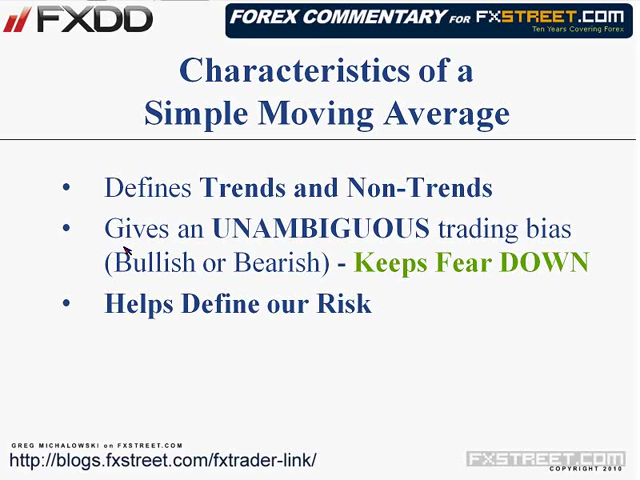 FXDD
FOREX COMMENTARY FOR FXSTREET.COM
Ten Years Covering Forex
Characteristics of a
Simple Moving Average
• Defines Trends and Non-Trends
• Gives an UNAMBIGUOUS trading bias
(Bullish or Bearish) - Keeps Fear DOWN
• Helps Define our Risk
GREG MICHALOWSKI on FXSTREET.COM
http://blogs.fxstreet.com/fxtrader-link/
FXSTREET.COM
COPYRIGHT 2010